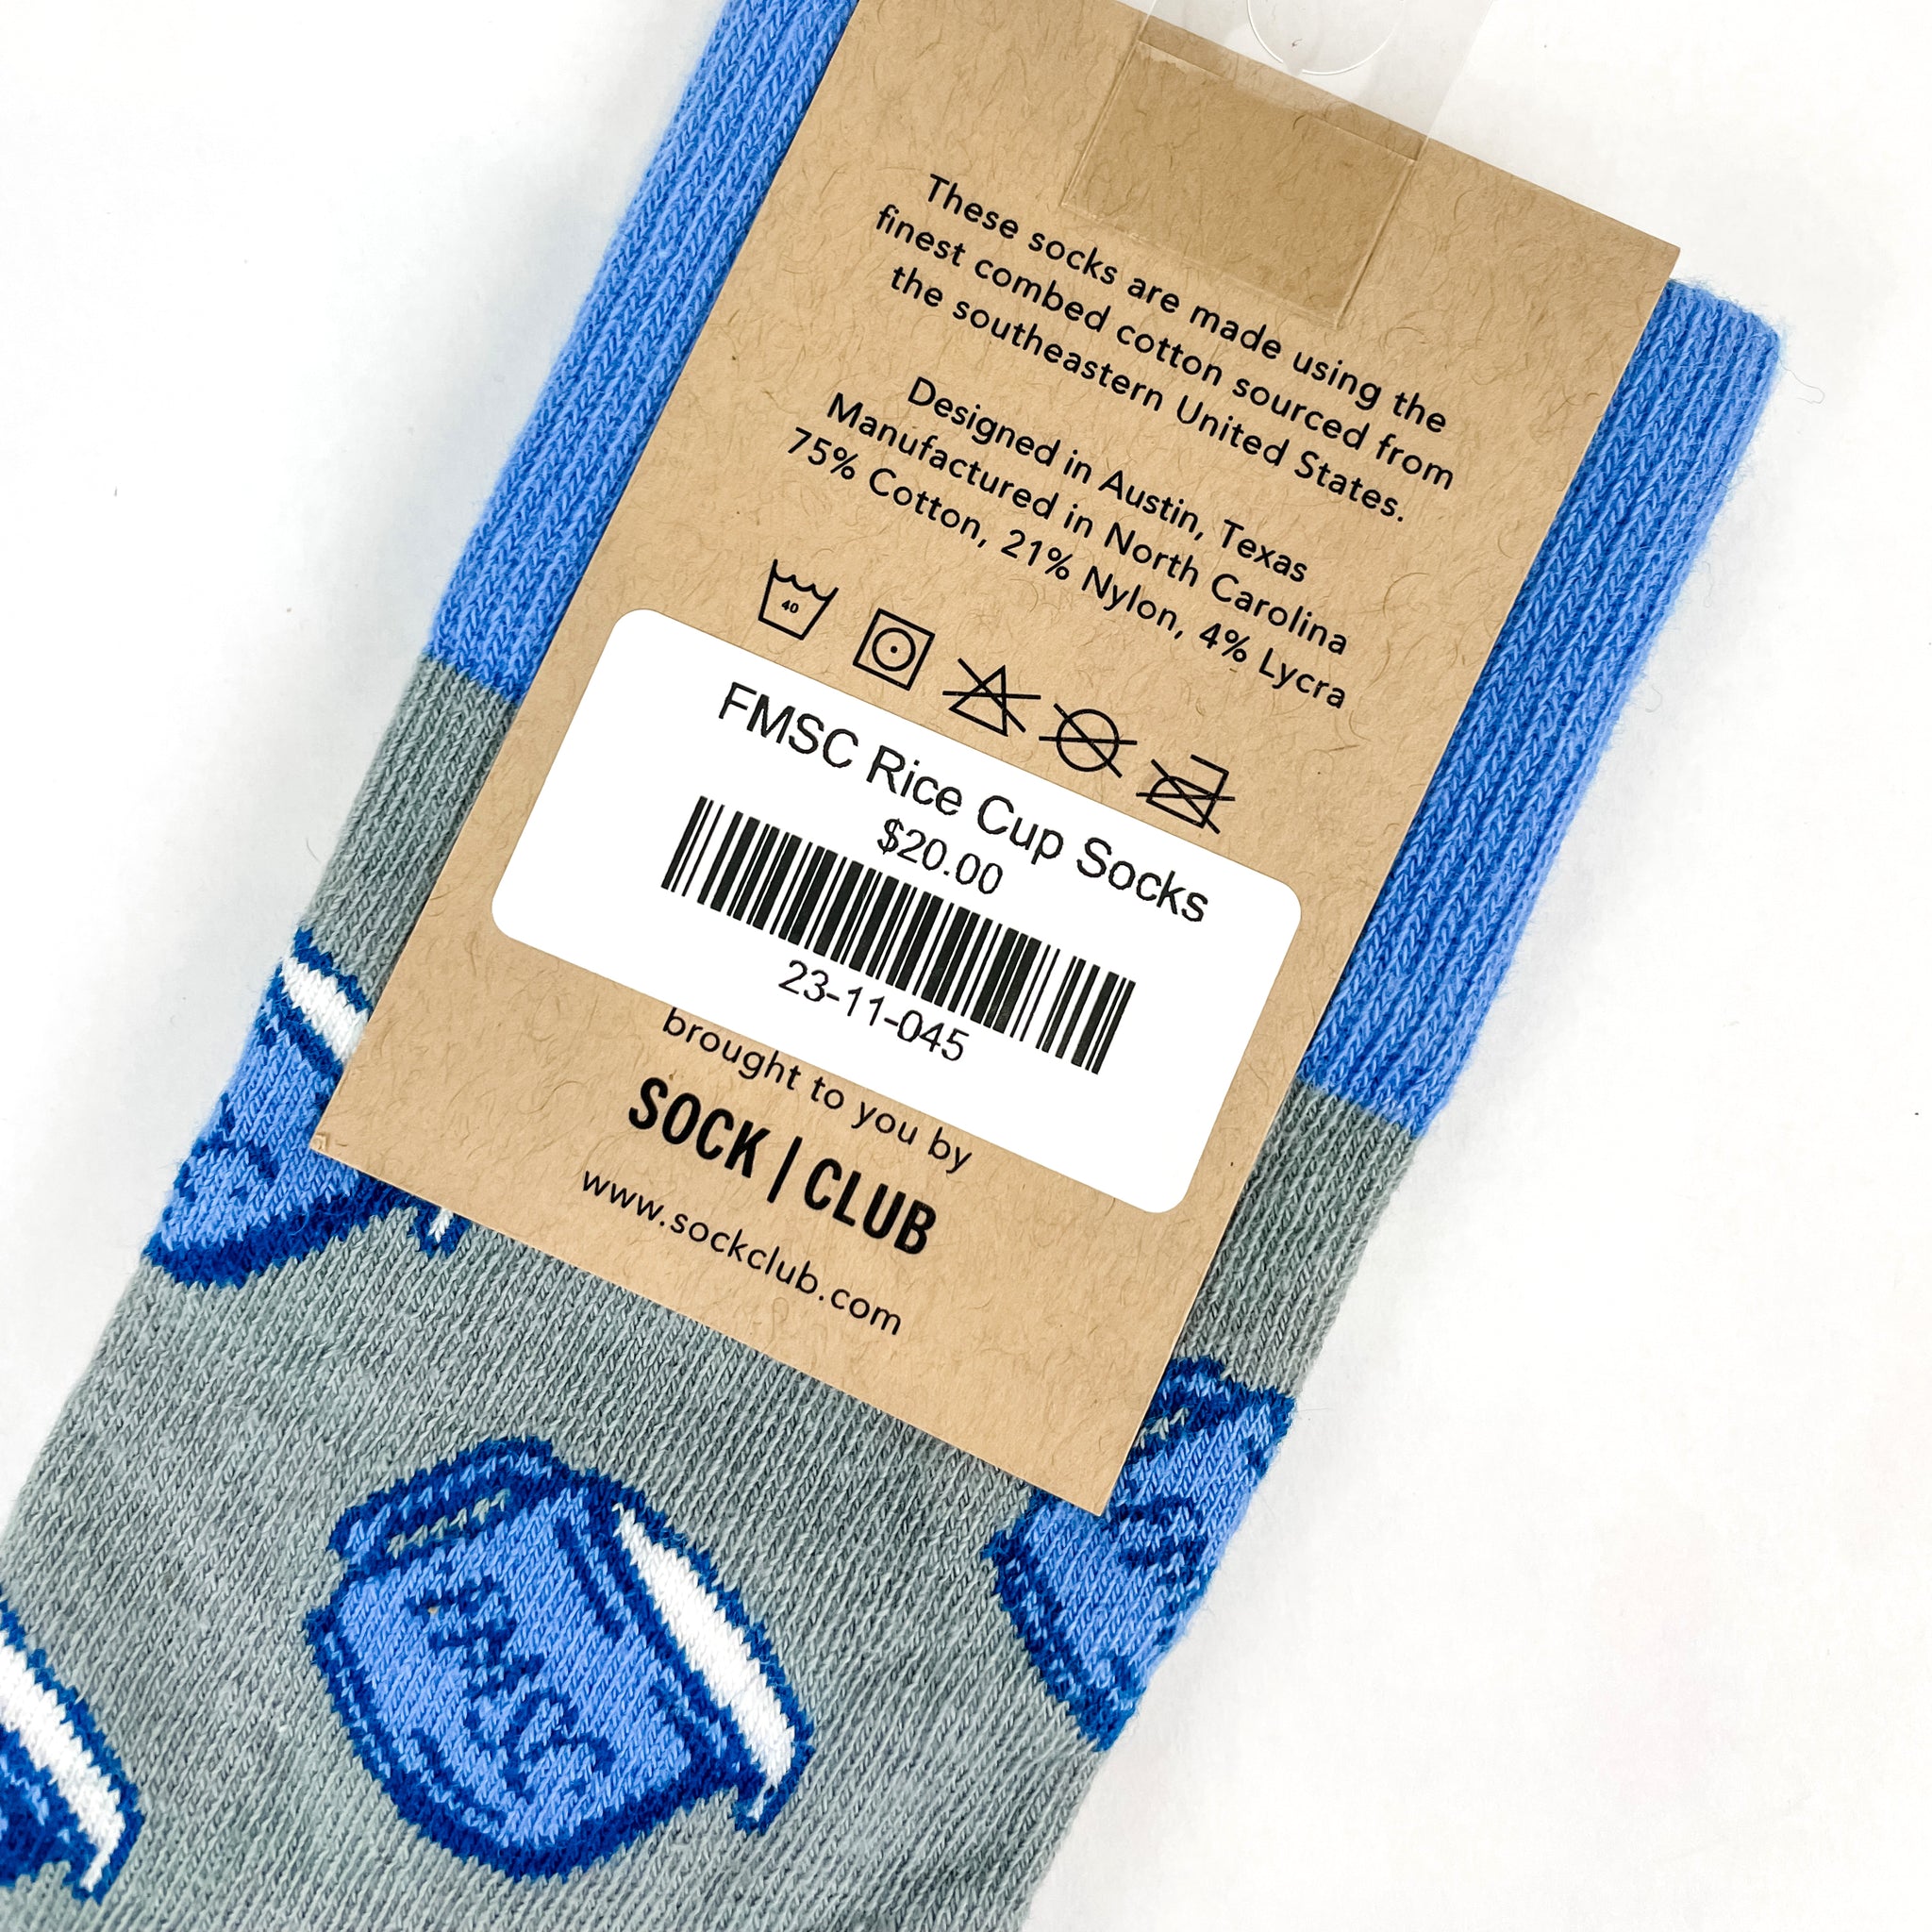 These socks are made using the
finest combed cotton sourced from
the southeastern United States.
Designed in Austin, Texas
Manufactured in North Carolina
75% Cotton, 21% Nylon, 4% Lycra
40
FMSC Rice Cup Socks
$20.00
23-11-045
brought to you by
SOCK | CLUB
www.sockclub.com
FMSC